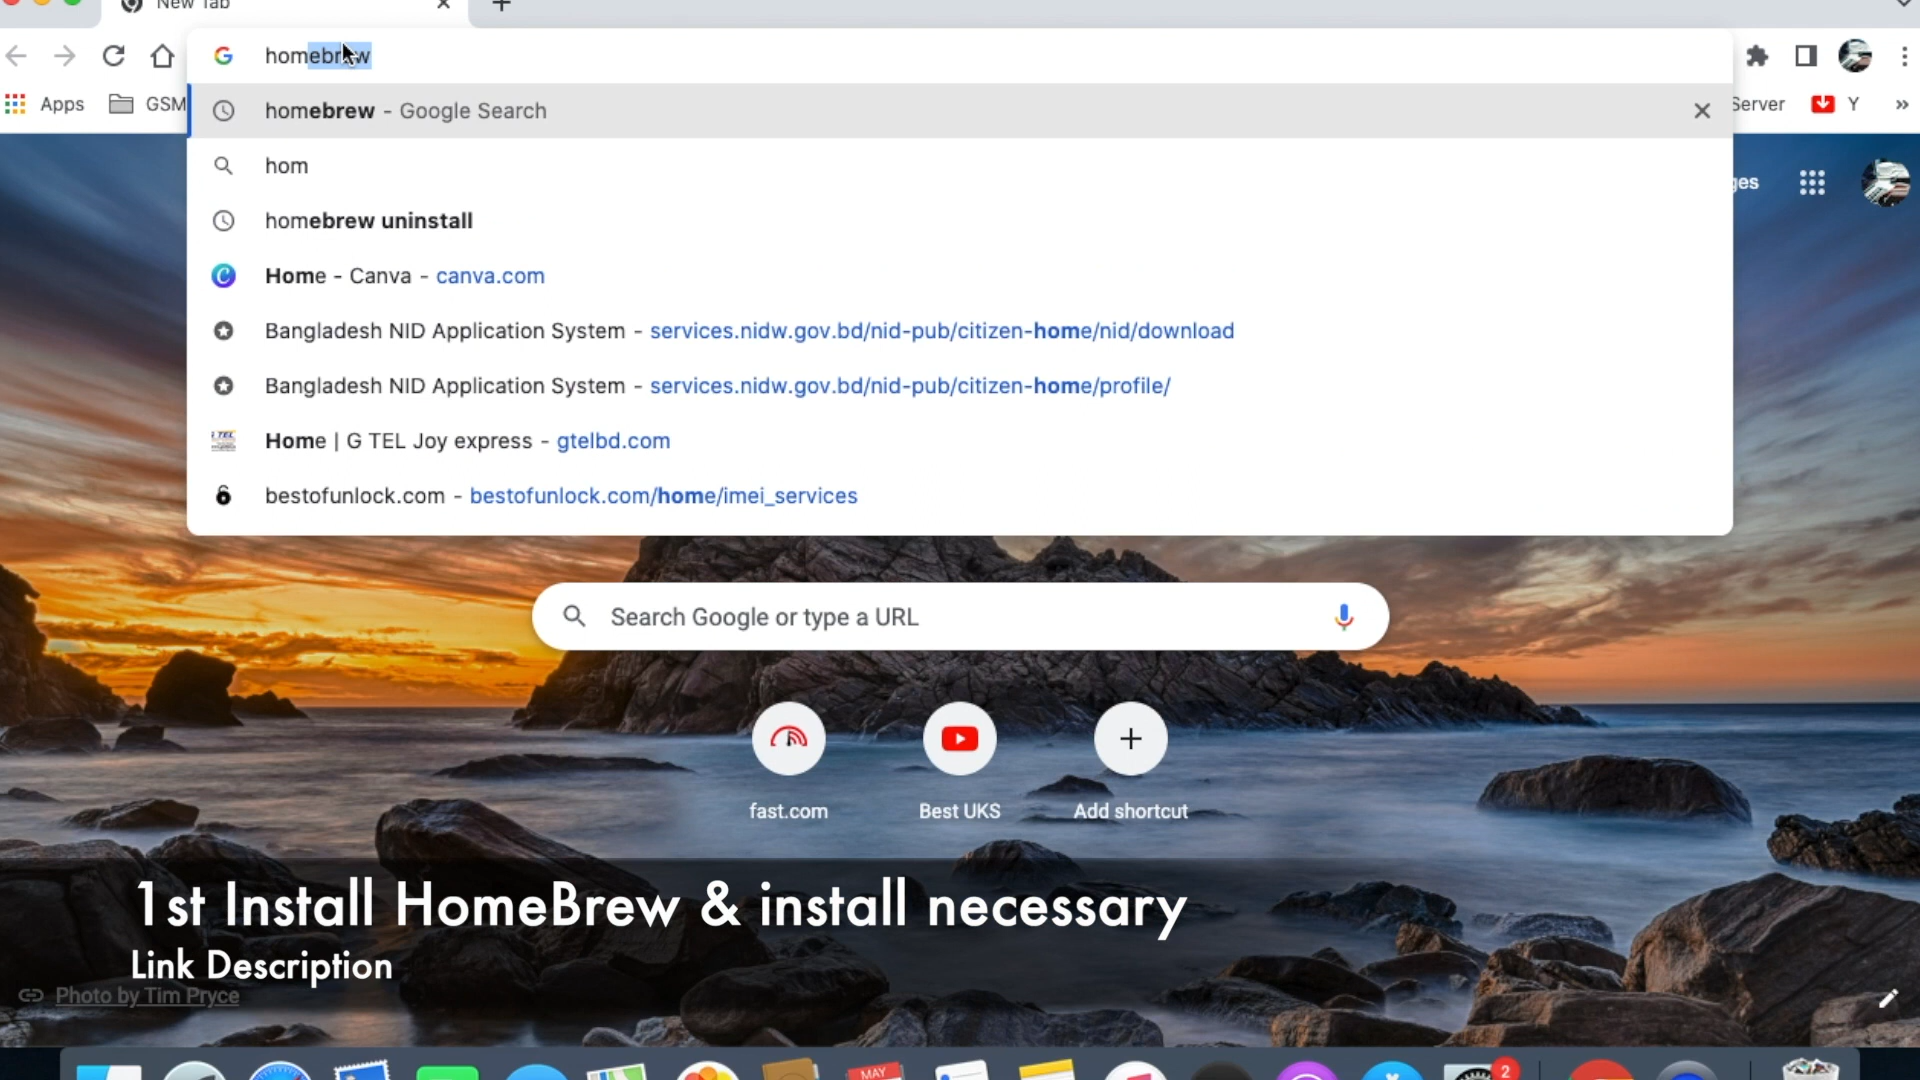 New Tab
homebrew
Apps
GSM
Server
Y
»
homebrew - Google Search
hom
homebrew uninstall
Home - Canva - canva.com
Bangladesh NID Application System - services.nidw.gov.bd/nid-pub/citizen-home/nid/download
Bangladesh NID Application System - services.nidw.gov.bd/nid-pub/citizen-home/profile/
Home | G TEL Joy express - gtelbd.com
bestofunlock.com - bestofunlock.com/home/imei_services
ges
Search Google or type a URL
fast.com
Best UKS
Add shortcut
1st Install HomeBrew & install necessary
Link Description
Photo by Tim Pryce
MAY
2